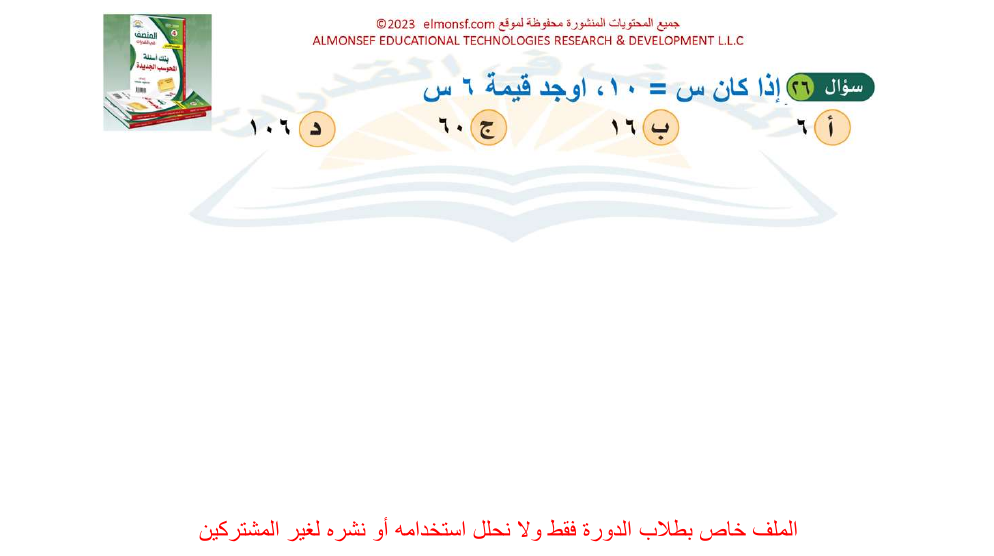 جميع المحتويات المنشورة محفوظة لموقع elmonsf.com ©2023
ALMONSEF EDUCATIONAL TECHNOLOGIES RESEARCH & DEVELOPMENT L.L.C
المنصف
بنك أسئلة
المحوسب الجديدة
سؤال ٢٦ إذا كان س = ١٠، اوجد قيمة ٦ س
أ ٦ ب ١٦ ج ٦٠ د ١٠٦
الملف خاص بطلاب الدورة فقط ولا نحلل استخدامه أو نشره لغير المشتركين